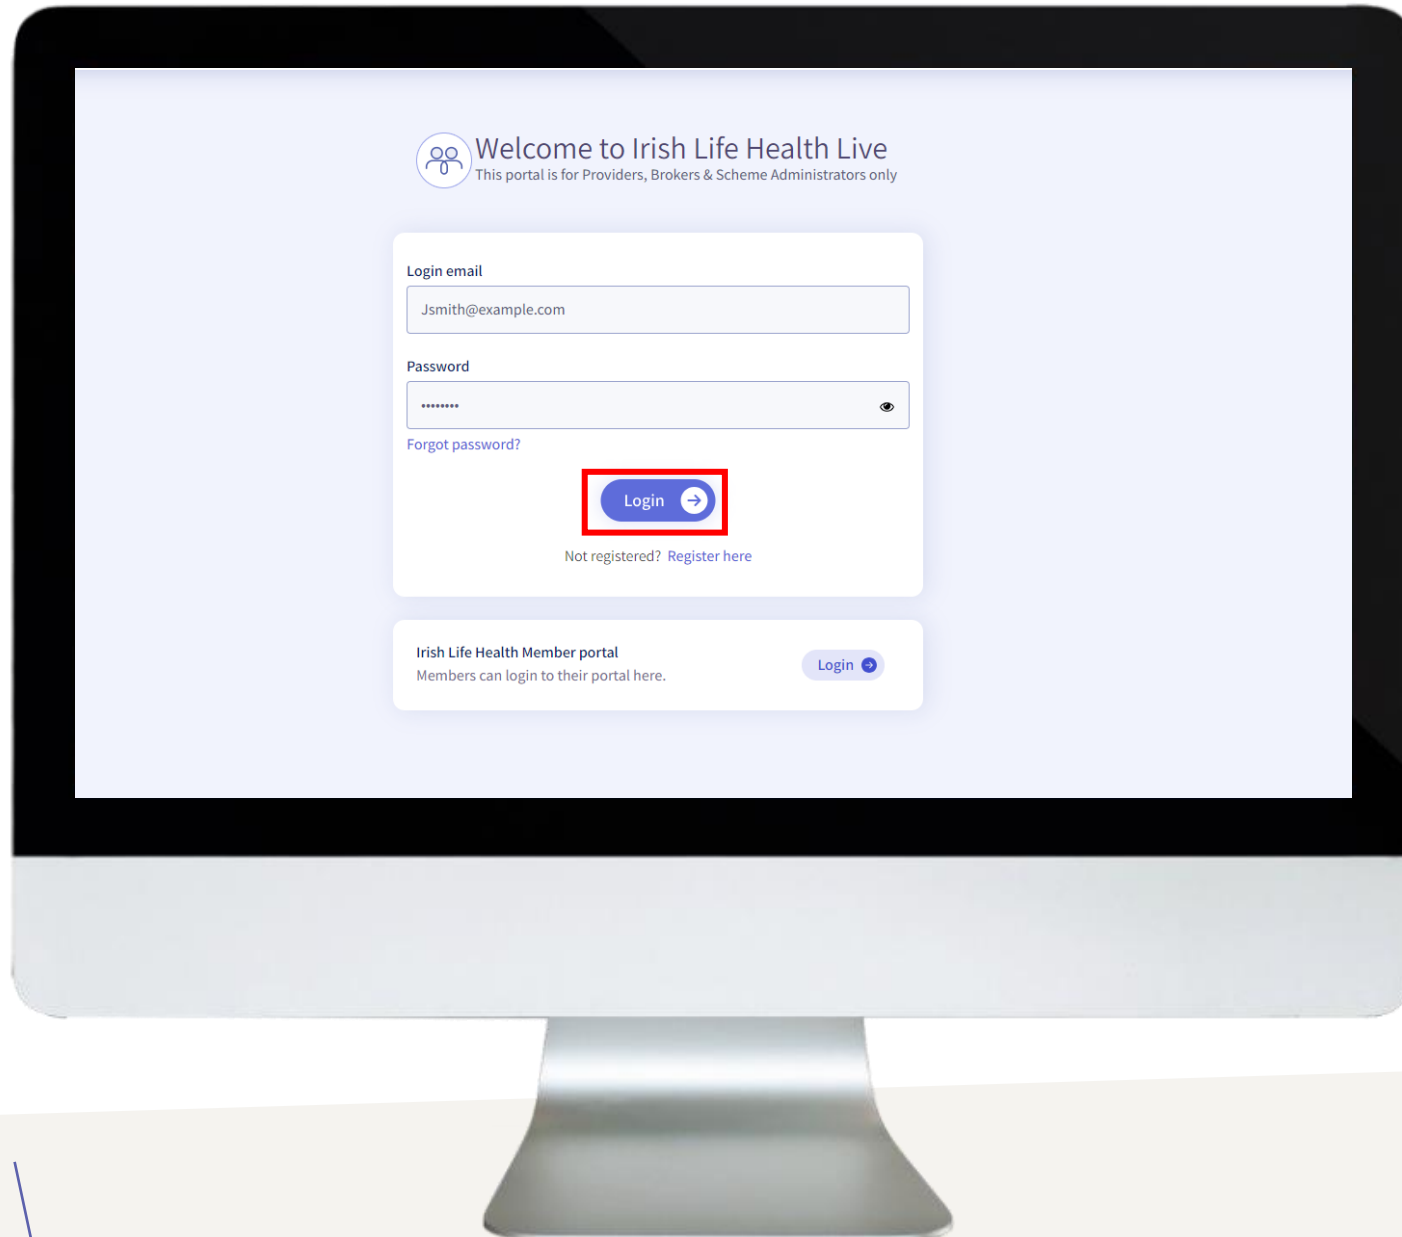 Welcome to Irish Life Health Live
This portal is for Providers, Brokers & Scheme Administrators only
Login email
Jsmith@example.com
Password
••••••••
Forgot password?
Login
Not registered? Register here
Irish Life Health Member portal
Members can login to their portal here.
Login